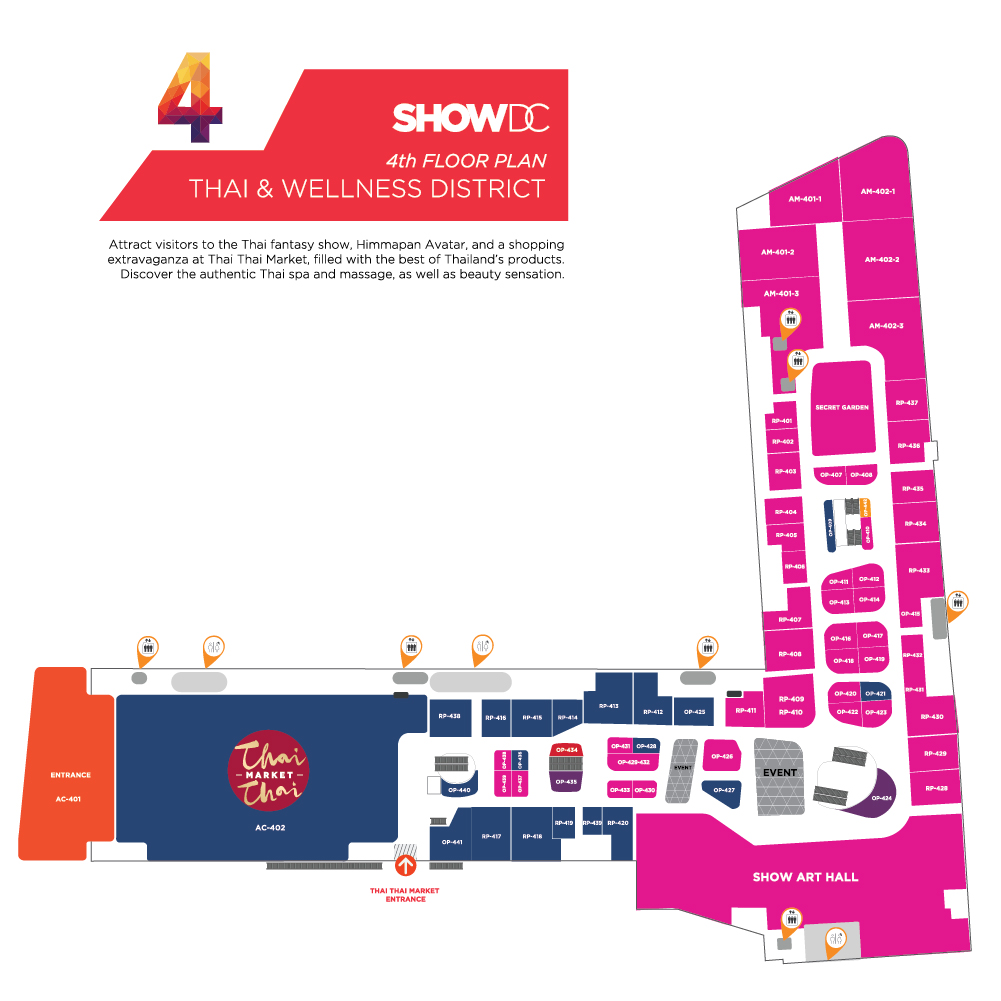 4
SHOWDC
4th FLOOR PLAN
THAI & WELLNESS DISTRICT
Attract visitors to the Thai fantasy show, Himmapan Avatar, and a shopping
extravaganza at Thai Thai Market, filled with the best of Thailand's products.
Discover the authentic Thai spa and massage, as well as beauty sensation.
AM-401-1
AM-402-1
AM-401-2
AM-402-2
AM-401-3
AM-402-3
SECRET GARDEN
RP-437
RP-401
RP-402
RP-436
RP-403
OP-407
OP-408
RP-435
RP-404
OP-409
OP-410
RP-434
RP-405
RP-406
RP-433
OP-411
OP-412
OP-413
OP-414
RP-407
OP-415
OP-416
OP-417
RP-408
OP-418
OP-419
RP-432
RP-431
OP-420
OP-421
OP-422
OP-423
RP-409
RP-410
RP-411
RP-430
RP-429
RP-428
OP-424
RP-438
RP-416
RP-415
RP-414
RP-413
RP-412
OP-425
OP-440
OP-434
OP-435
OP-431
OP-428
OP-429-432
OP-433
OP-430
EVENT
OP-426
OP-427
EVENT
OP-441
RP-417
RP-418
RP-419
RP-439
RP-420
ENTRANCE
AC-401
Thai
MARKET
Thai
AC-402
THAI THAI MARKET
ENTRANCE
SHOW ART HALL